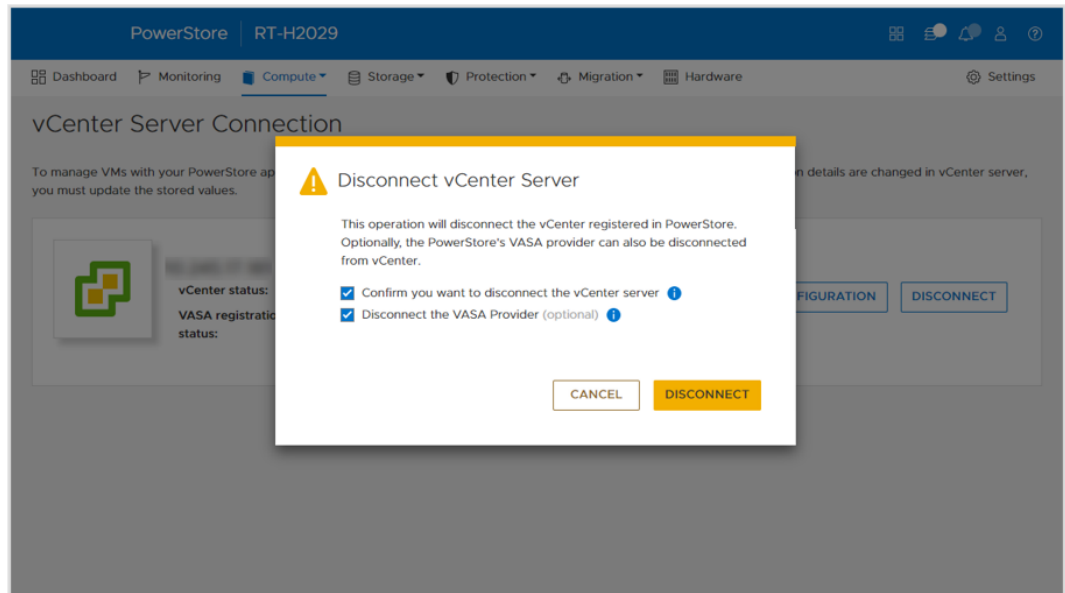 PowerStore RT-H2029
Dashboard Monitoring Compute Storage Protection Migration Hardware Settings
vCenter Server Connection
To manage VMs with your PowerStore ap
n details are changed in vCenter server,
you must update the stored values.
vCenter status:
VASA registratio
status:
FIGURATION DISCONNECT
Disconnect vCenter Server
This operation will disconnect the vCenter registered in PowerStore.
Optionally, the PowerStore's VASA provider can also be disconnected
from vCenter.
Confirm you want to disconnect the vCenter server
Disconnect the VASA Provider (optional)
CANCEL DISCONNECT